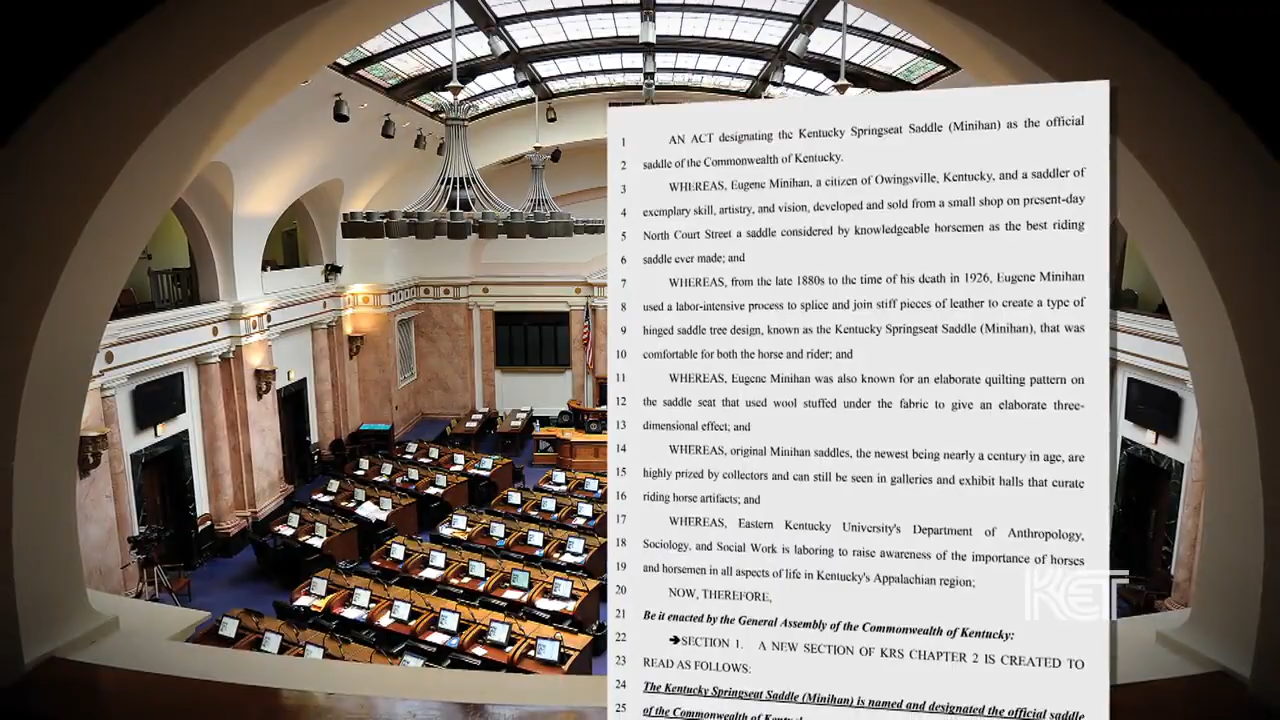 1 AN ACT designating the Kentucky Springseat Saddle (Minihan) as the official
2 saddle of the Commonwealth of Kentucky.
3 WHEREAS, Eugene Minihan, a citizen of Owingsville, Kentucky, and a saddler of
4 exemplary skill, artistry, and vision, developed and sold from a small shop on present-day
5 North Court Street a saddle considered by knowledgeable horsemen as the best riding
6 saddle ever made; and
7 WHEREAS, from the late 1880s to the time of his death in 1926, Eugene Minihan
8 used a labor-intensive process to splice and join stiff pieces of leather to create a type of
9 hinged saddle tree design, known as the Kentucky Springseat Saddle (Minihan), that was
10 comfortable for both the horse and rider; and
11 WHEREAS, Eugene Minihan was also known for an elaborate quilting pattern on
12 the saddle seat that used wool stuffed under the fabric to give an elaborate three-
13 dimensional effect; and
14 WHEREAS, original Minihan saddles, the newest being nearly a century in age, are
15 highly prized by collectors and can still be seen in galleries and exhibit halls that curate
16 riding horse artifacts; and
17 WHEREAS, Eastern Kentucky University's Department of Anthropology,
18 Sociology, and Social Work is laboring to raise awareness of the importance of horses
19 and horsemen in all aspects of life in Kentucky's Appalachian region;
20 NOW, THEREFORE,
21 Be it enacted by the General Assembly of the Commonwealth of Kentucky:
22 ➔SECTION 1. A NEW SECTION OF KRS CHAPTER 2 IS CREATED TO
23 READ AS FOLLOWS:
24 The Kentucky Springseat Saddle (Minihan) is named and designated the official saddle
25 of the Commonwealth of
KET